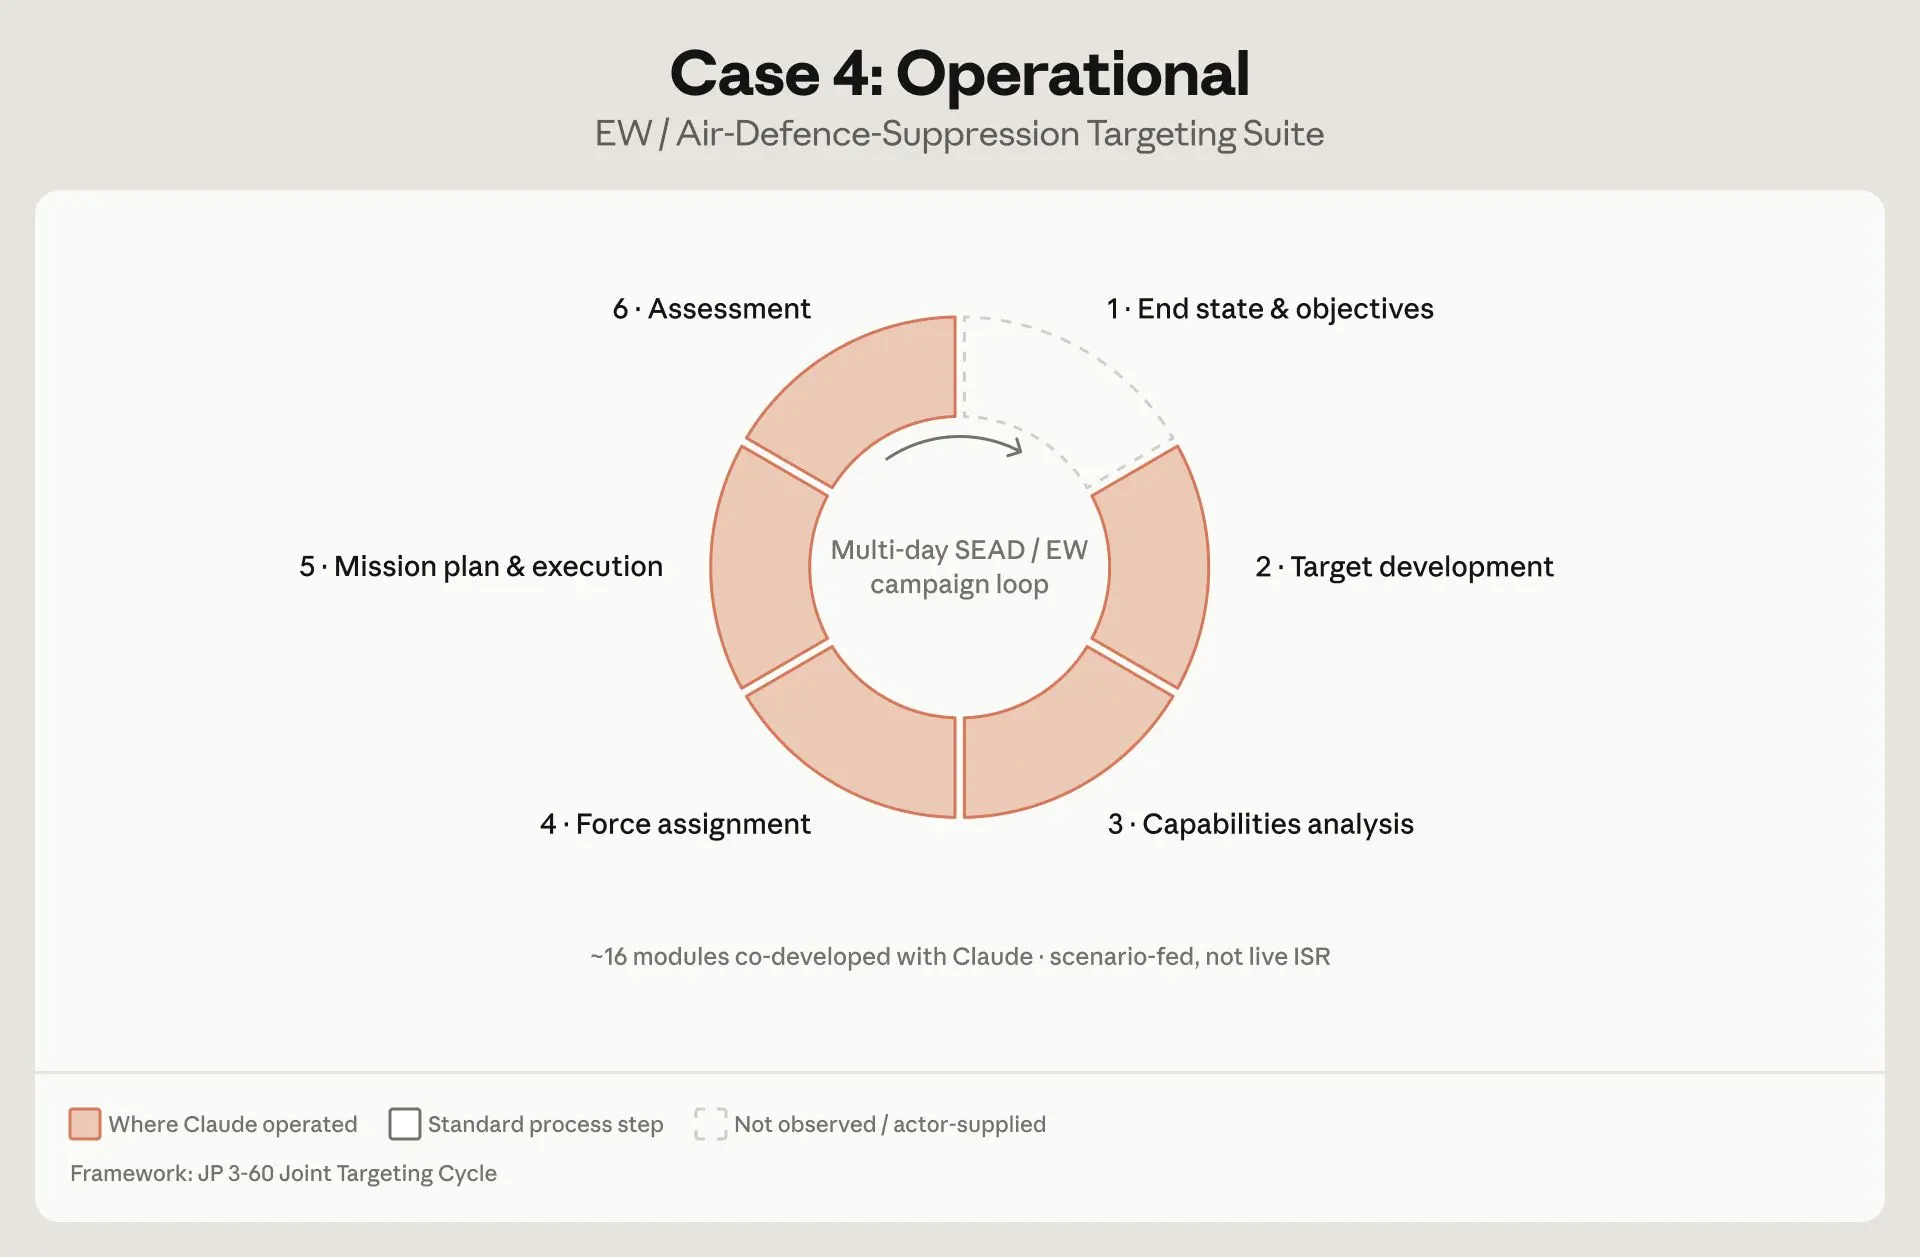 Case 4: Operational
EW / Air-Defence-Suppression Targeting Suite
6 · Assessment
1 · End state & objectives
5 · Mission plan & execution
Multi-day SEAD / EW
campaign loop
2 · Target development
4 · Force assignment
3 · Capabilities analysis
~16 modules co-developed with Claude · scenario-fed, not live ISR
Where Claude operated
Standard process step
Not observed / actor-supplied
Framework: JP 3-60 Joint Targeting Cycle